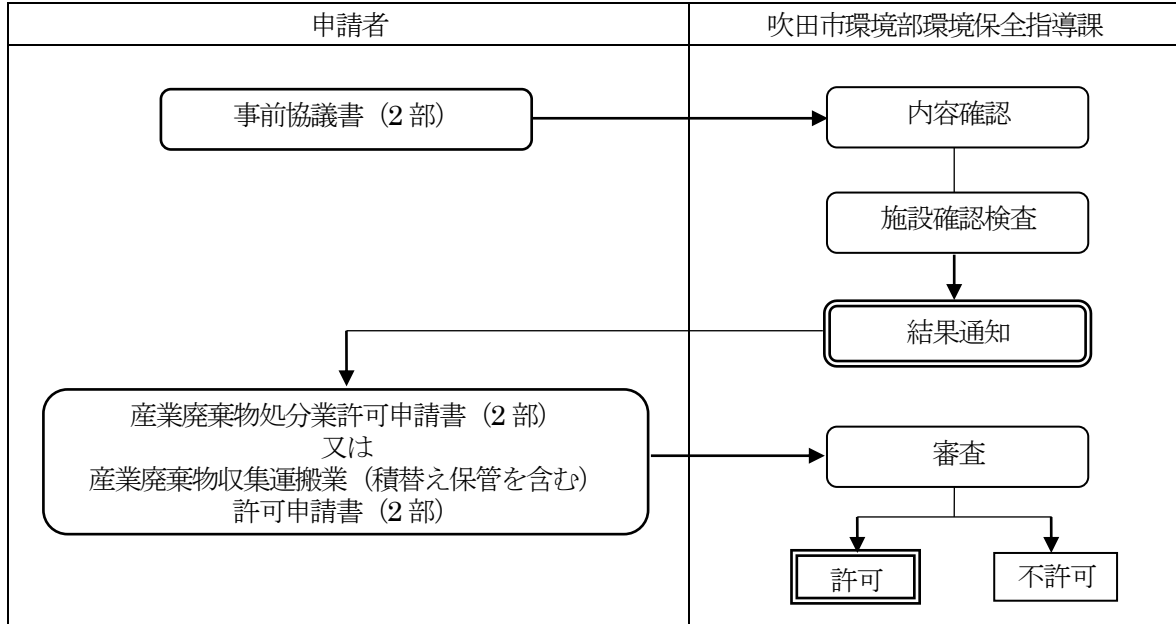 申請者
吹田市環境部環境保全指導課
事前協議書（2 部）
内容確認
施設確認検査
結果通知
産業廃棄物処分業許可申請書（2 部）
又は
産業廃棄物収集運搬業（積替え保管を含む）
許可申請書（2 部）
審査
許可
不許可